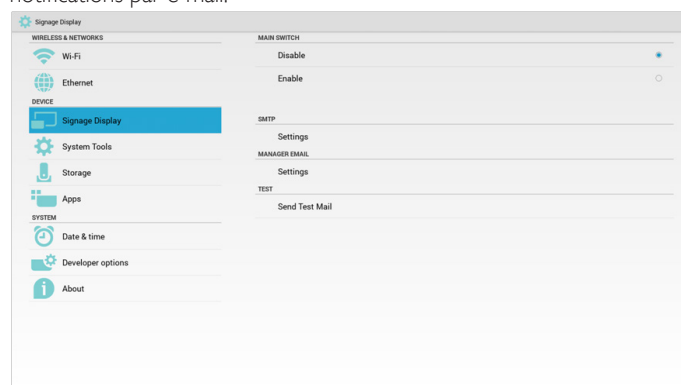 notifications par e-mail.
Signage Display
WIRELESS & NETWORKS
Wi-Fi
Ethernet
DEVICE
Signage Display
System Tools
Storage
Apps
SYSTEM
Date & time
Developer options
About
MAIN SWITCH
Disable
Enable
SMTP
Settings
MANAGER EMAIL
Settings
TEST
Send Test Mail